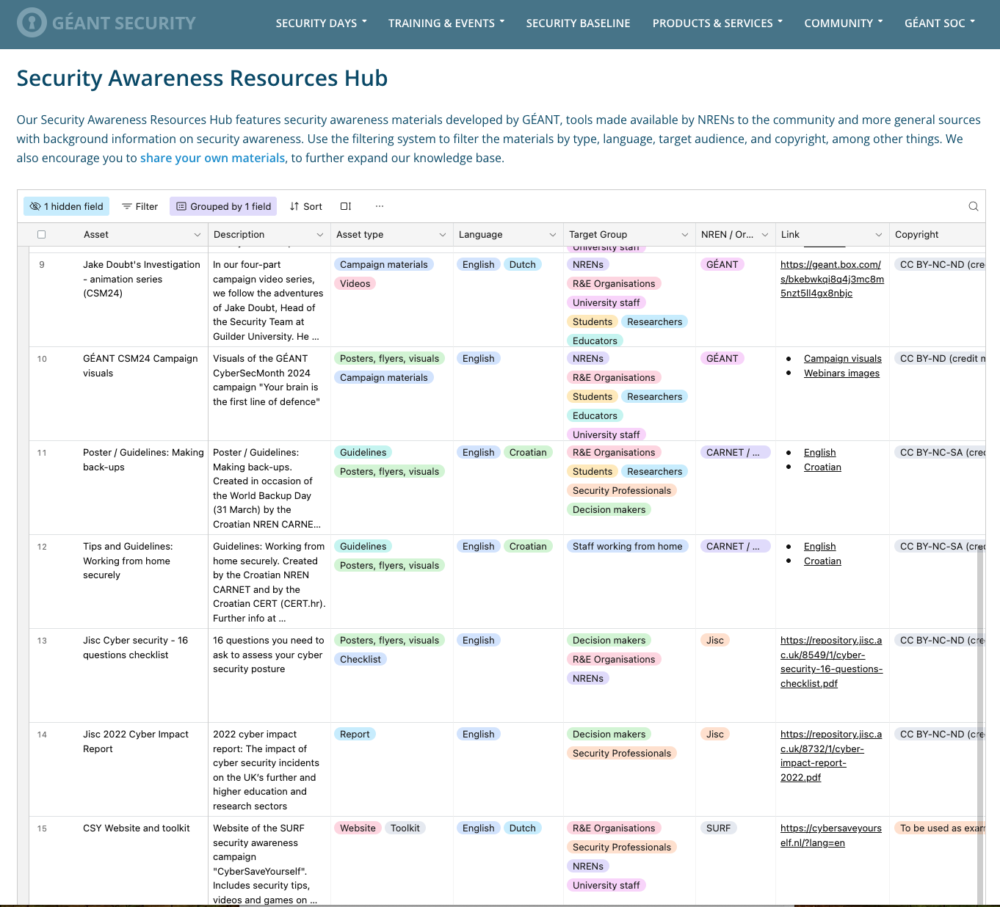 GÉANT SECURITY
SECURITY DAYS
TRAINING & EVENTS
SECURITY BASELINE
PRODUCTS & SERVICES
COMMUNITY
GÉANT SOC
Security Awareness Resources Hub
Our Security Awareness Resources Hub features security awareness materials developed by GÉANT, tools made available by NRENs to the community and more general sources
with background information on security awareness. Use the filtering system to filter the materials by type, language, target audience, and copyright, among other things. We
also encourage you to share your own materials, to further expand our knowledge base.
1 hidden field
Filter
Grouped by 1 field
Sort
...
Asset
Description
Asset type
Language
Target Group
NREN / Or...
Link
Copyright
University staff
9
Jake Doubt's Investigation
- animation series
(CSM24)
In our four-part
campaign video series,
we follow the adventures
of Jake Doubt, Head of
the Security Team at
Guilder University. He ...
Campaign materials
Videos
English Dutch
NRENs
R&E Organisations
University staff
Students Researchers
Educators
GÉANT
https://geant.box.com/
s/bkebwkqi8q4j3mc8m
5nzt5ll4gx8nbjc
CC BY-NC-ND (cre
10
GÉANT CSM24 Campaign
visuals
Visuals of the GÉANT
CyberSecMonth 2024
campaign "Your brain is
the first line of defence"
Posters, flyers, visuals
Campaign materials
English
NRENs
R&E Organisations
Students Researchers
Educators
University staff
GÉANT
Campaign visuals
Webinars images
CC BY-ND (credit
11
Poster / Guidelines: Making
back-ups
Poster / Guidelines:
Making back-ups.
Created in occasion of
the World Backup Day
(31 March) by the
Croatian NREN CARNE...
Guidelines
Posters, flyers, visuals
English Croatian
R&E Organisations
Students Researchers
Security Professionals
Decision makers
CARNET / ...
English
Croatian
CC BY-NC-SA (cre
12
Tips and Guidelines:
Working from home
securely
Guidelines: Working from
home securely. Created
by the Croatian NREN
CARNET and by the
Croatian CERT (CERT.hr).
Further info at ...
Guidelines
Posters, flyers, visuals
English Croatian
Staff working from home
CARNET / ...
English
Croatian
CC BY-NC-SA (cre
13
Jisc Cyber security - 16
questions checklist
16 questions you need to
ask to assess your cyber
security posture
Posters, flyers, visuals
Checklist
English
Decision makers
R&E Organisations
NRENs
Jisc
https://repository.jisc.a
c.uk/8549/1/cyber-
security-16-questions-
checklist.pdf
CC BY-NC-ND (cre
14
Jisc 2022 Cyber Impact
Report
2022 cyber impact
report: The impact of
cyber security incidents
on the UK's further and
higher education and
research sectors
Report
English
Decision makers
Security Professionals
Jisc
https://repository.jisc.a
c.uk/8732/1/cyber-
impact-report-
2022.pdf
CC BY-NC-ND (cre
15
CSY Website and toolkit
Website of the SURF
security awareness
campaign
"CyberSaveYourself".
Includes security tips,
videos and games on ...
Website Toolkit
English Dutch
R&E Organisations
Security Professionals
NRENs
University staff
SURF
https://cybersaveyours
elf.nl/?lang=en
To be used as exam